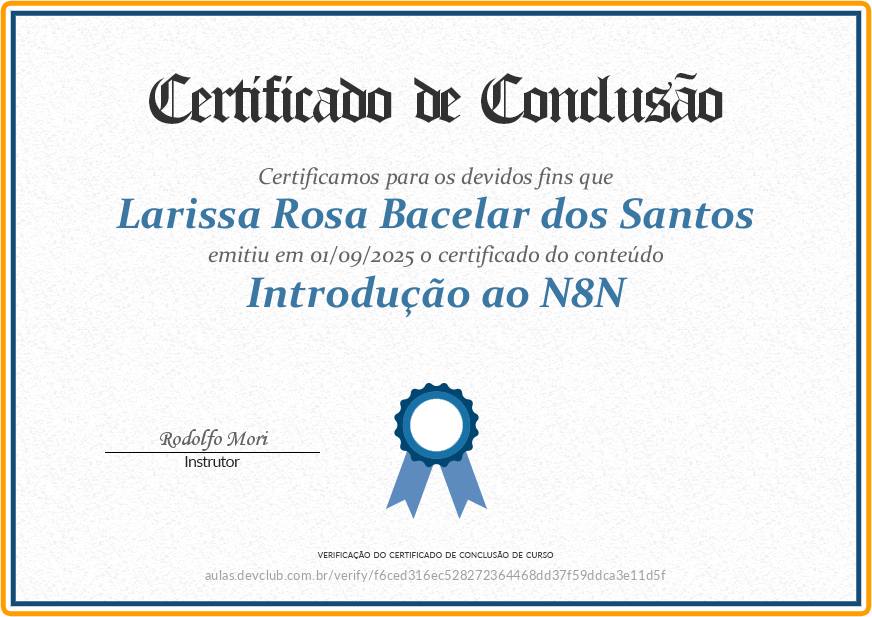 Certificado de Conclusão
Certificamos para os devidos fins que
Larissa Rosa Bacelar dos Santos
emitiu em 01/09/2025 o certificado do conteúdo
Introdução ao N8N
Rodolfo Mori
Instrutor
VERIFICAÇÃO DO CERTIFICADO DE CONCLUSÃO DE CURSO
aulas.devclub.com.br/verify/f6ced316ec528272364468dd37f59ddca3e11d5f